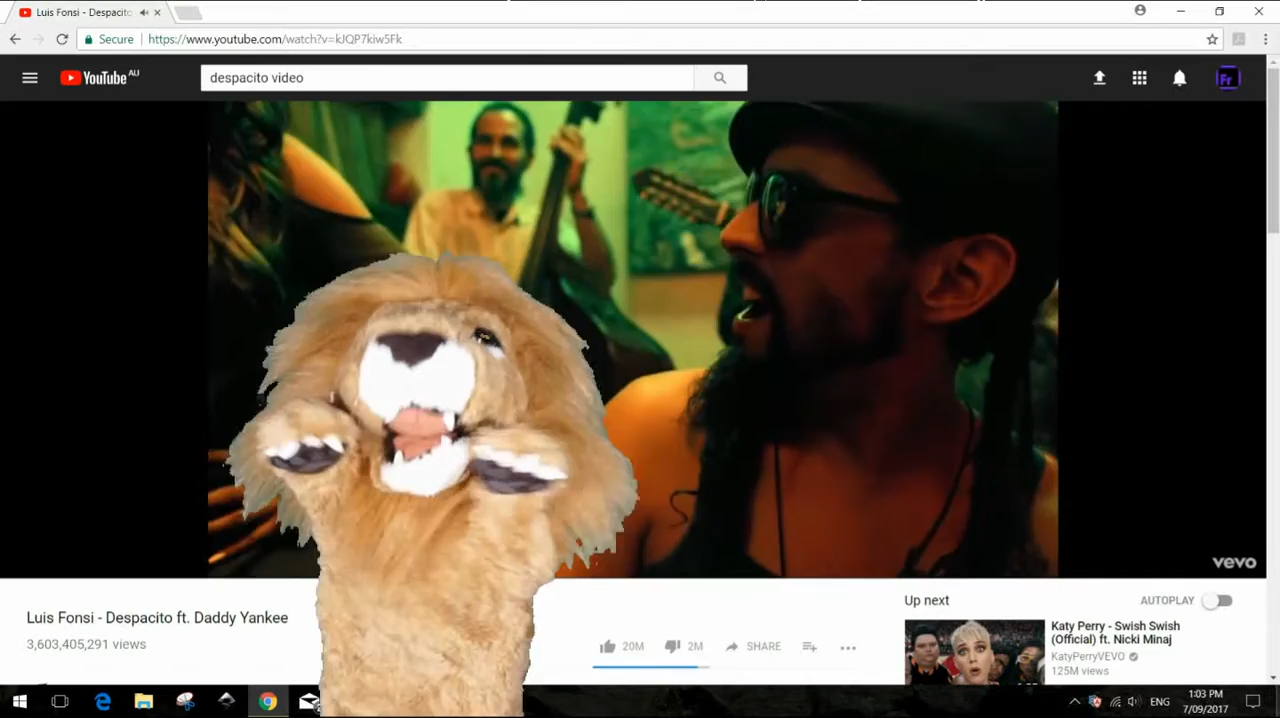 Luis Fonsi - Despacito
Secure
https://www.youtube.com/watch?v=kJQP7kiw5Fk
YouTube AU
despacito video
Fr
vevo
Luis Fonsi - Despacito ft. Daddy Yankee
3,603,405,291 views
20M
2M
SHARE
Up next
AUTOPLAY
Katy Perry - Swish Swish
(Official) ft. Nicki Minaj
KatyPerryVEVO
125M views
ENG
1:03 PM
7/09/2017